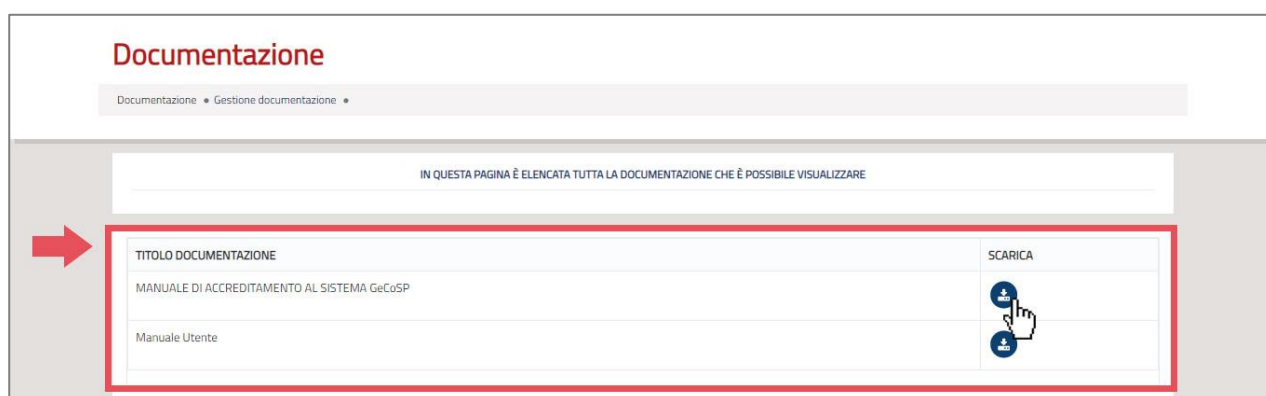 Documentazione
Documentazione • Gestione documentazione •
IN QUESTA PAGINA È ELENCATA TUTTA LA DOCUMENTAZIONE CHE È POSSIBILE VISUALIZZARE
TITOLO DOCUMENTAZIONE SCARICA
MANUALE DI ACCREDITAMENTO AL SISTEMA GeCoSP
Manuale Utente